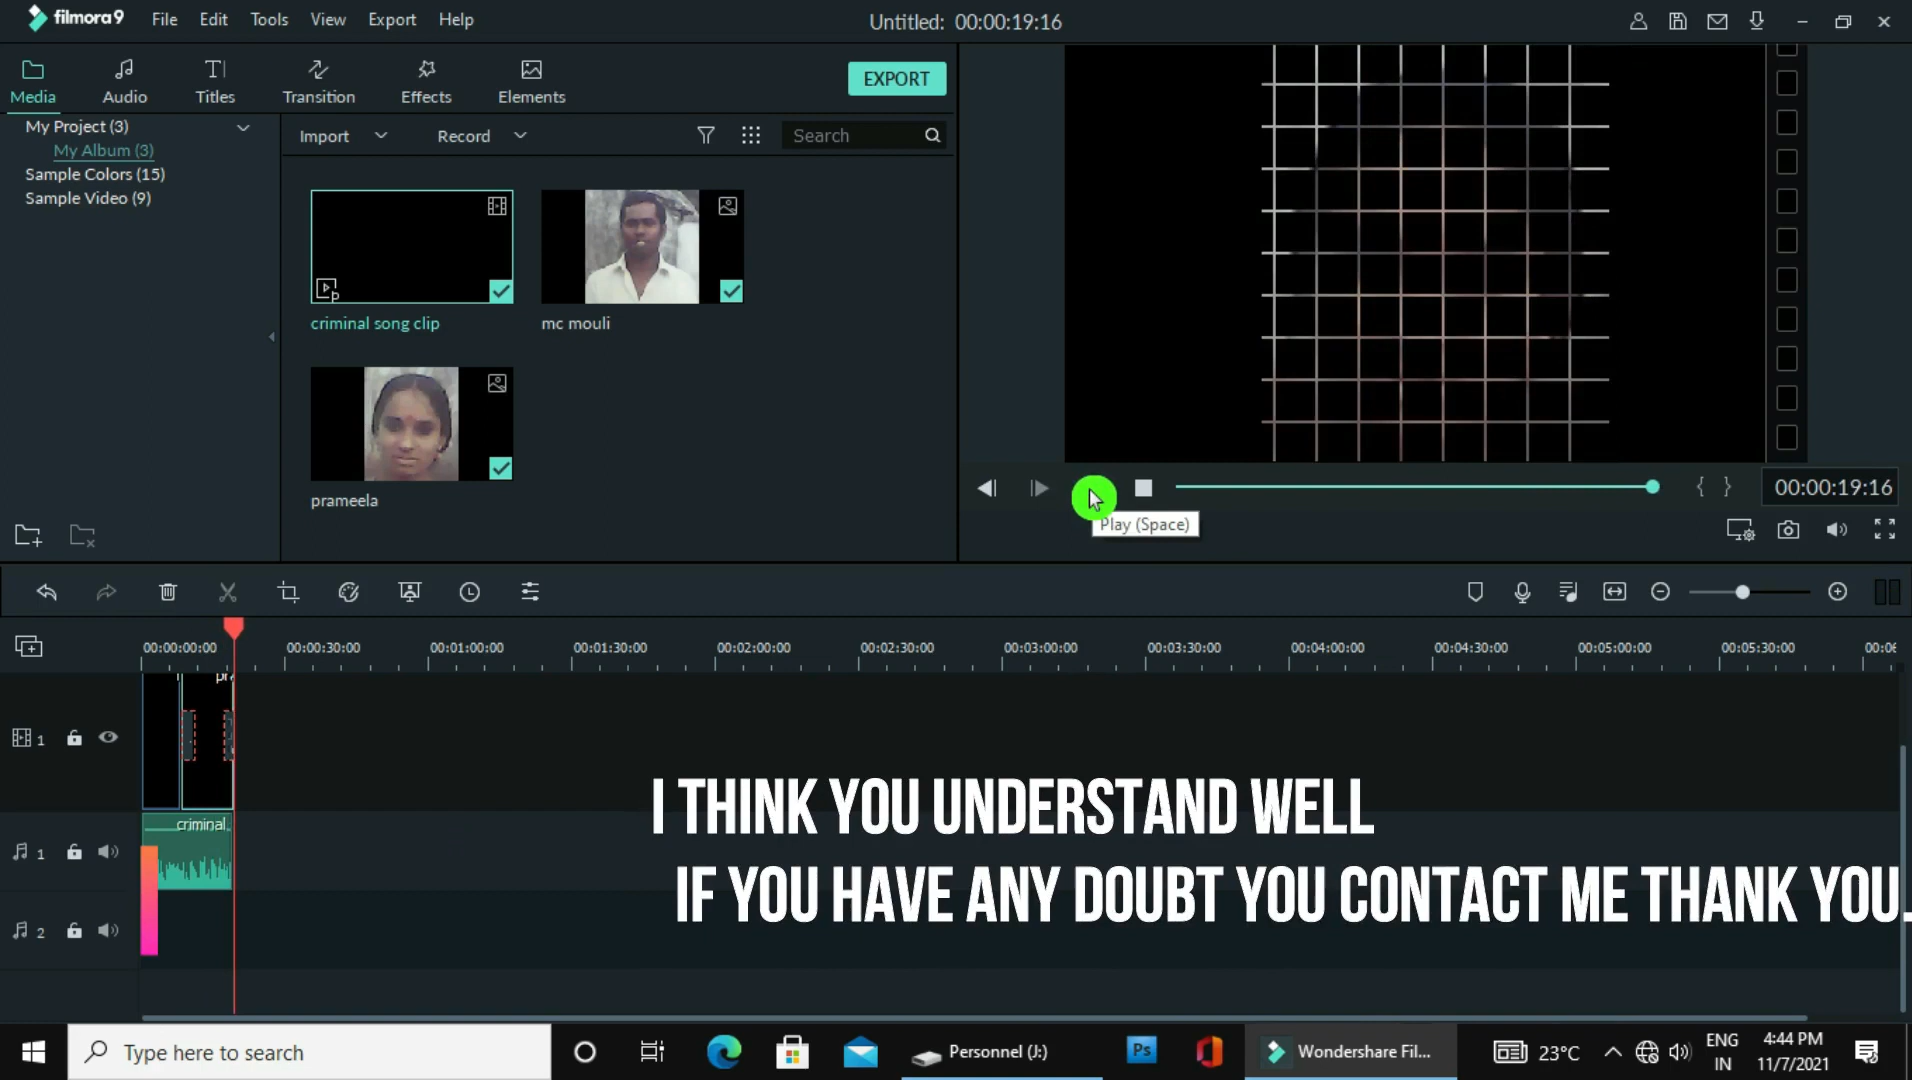 filmora9 File Edit Tools View Export Help Untitled: 00:00:19:16
Media Audio Titles Transition Effects Elements EXPORT
My Project (3)
My Album (3)
Sample Colors (15)
Sample Video (9)
Import Record Search
criminal song clip mc mouli
prameela
00:00:19:16
Play (Space)
00:00:00:00 00:00:30:00 00:01:00:00 00:01:30:00 00:02:00:00 00:02:30:00 00:03:00:00 00:03:30:00 00:04:00:00 00:04:30:00 00:05:00:00 00:05:30:00
1
criminal
1
2
I THINK YOU UNDERSTAND WELL
IF YOU HAVE ANY DOUBT YOU CONTACT ME THANK YOU.
Type here to search Personnel (J:) Ps Wondershare Fil... 23°C ENG IN 4:44 PM 11/7/2021